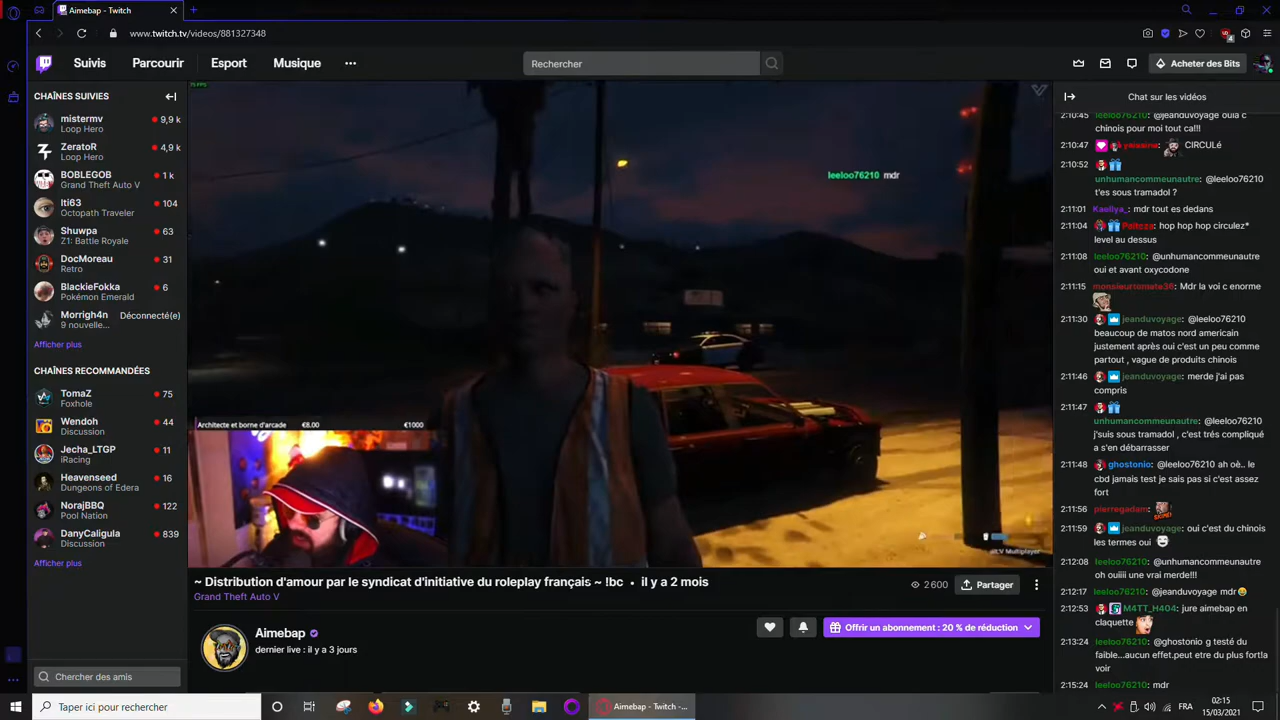 Aimebap - Twitch
www.twitch.tv/videos/881327348
Suivis
Parcourir
Esport
Musique
Rechercher
Acheter des Bits
CHAÎNES SUIVIES
mistermv
9,9 k
Loop Hero
ZeratoR
4,9 k
Loop Hero
BOBLEGOB
1 k
Grand Theft Auto V
Iti63
104
Octopath Traveler
Shuwpa
63
Z1: Battle Royale
DocMoreau
31
Retro
BlackieFokka
6
Pokémon Emerald
Morrigh4n
Déconnecté(e)
9 nouvelle...
Afficher plus
CHAÎNES RECOMMANDÉES
TomaZ
75
Foxhole
Wendoh
44
Discussion
Jecha_LTGP
11
iRacing
Heavenseed
16
Dungeons of Edera
NorajBBQ
122
Pool Nation
DanyCaligula
839
Discussion
Afficher plus
Chercher des amis
leeloo76210 mdr
Architecte et borne d'arcade €8.00 €1000
alt:V Multiplayer
~ Distribution d'amour par le syndicat d'initiative du roleplay français ~ !bc • il y a 2 mois
Grand Theft Auto V
2 600
Partager
Aimebap
dernier live : il y a 3 jours
Offrir un abonnement : 20 % de réduction
Chat sur les vidéos
2:10:45 leeloo76210: @jeanduvoyage oula c
chinois pour moi tout ca!!!
2:10:47
CIRCULé
2:10:52
unhumancommeunautre: @leeloo76210
t'es sous tramadol ?
2:11:01 Kaeliya_: mdr tout es dedans
2:11:04 Palteza: hop hop hop circulez*
level au dessus
2:11:08 leeloo76210: @unhumancommeunautre
oui et avant oxycodone
2:11:15 monsieurtomate36: Mdr la voi c enorme
2:11:30 jeanduvoyage: @leeloo76210
beaucoup de matos nord americain
justement après oui c'est un peu comme
partout , vague de produits chinois
2:11:46 jeanduvoyage: merde j'ai pas
compris
2:11:47
unhumancommeunautre: @leeloo76210
j'suis sous tramadol , c'est trés compliqué
a s'en débarrasser
2:11:48 ghostonio: @leeloo76210 ah oè.. le
cbd jamais test je sais pas si c'est assez
fort
2:11:56 pierregadam:
2:11:59 jeanduvoyage: oui c'est du chinois
les termes oui
2:12:08 leeloo76210: @unhumancommeunautre
oh ouiii une vrai merde!!!
2:12:17 leeloo76210: @jeanduvoyage mdr
2:12:53 M4TT_H404: jure aimebap en
claquette
2:13:24 leeloo76210: @ghostonio g testé du
faible...aucun effet.peut etre du plus fortla
voir
2:15:24 leeloo76210: mdr
Taper ici pour rechercher
Aimebap - Twitch -...
FRA
02:15
15/03/2021